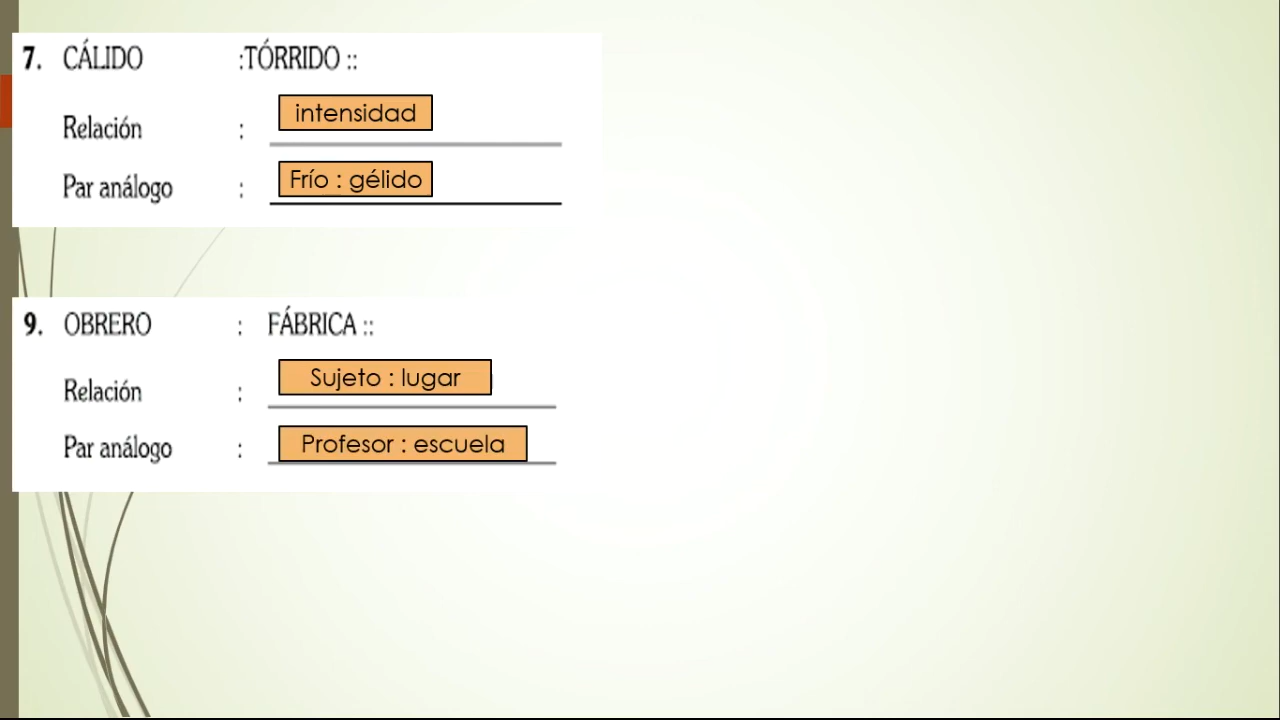 7. CÁLIDO :TÓRRIDO ::
Relación : intensidad
Par análogo : Frío : gélido
9. OBRERO : FÁBRICA ::
Relación : Sujeto : lugar
Par análogo : Profesor : escuela